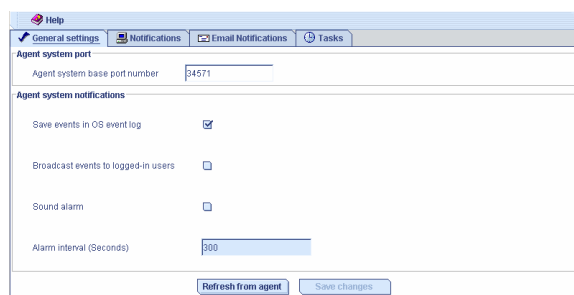 Help
General settings Notifications Email Notifications Tasks
Agent system port
Agent system base port number 34571
Agent system notifications
Save events in OS event log
Broadcast events to logged-in users
Sound alarm
Alarm interval (Seconds) 300
Refresh from agent Save changes